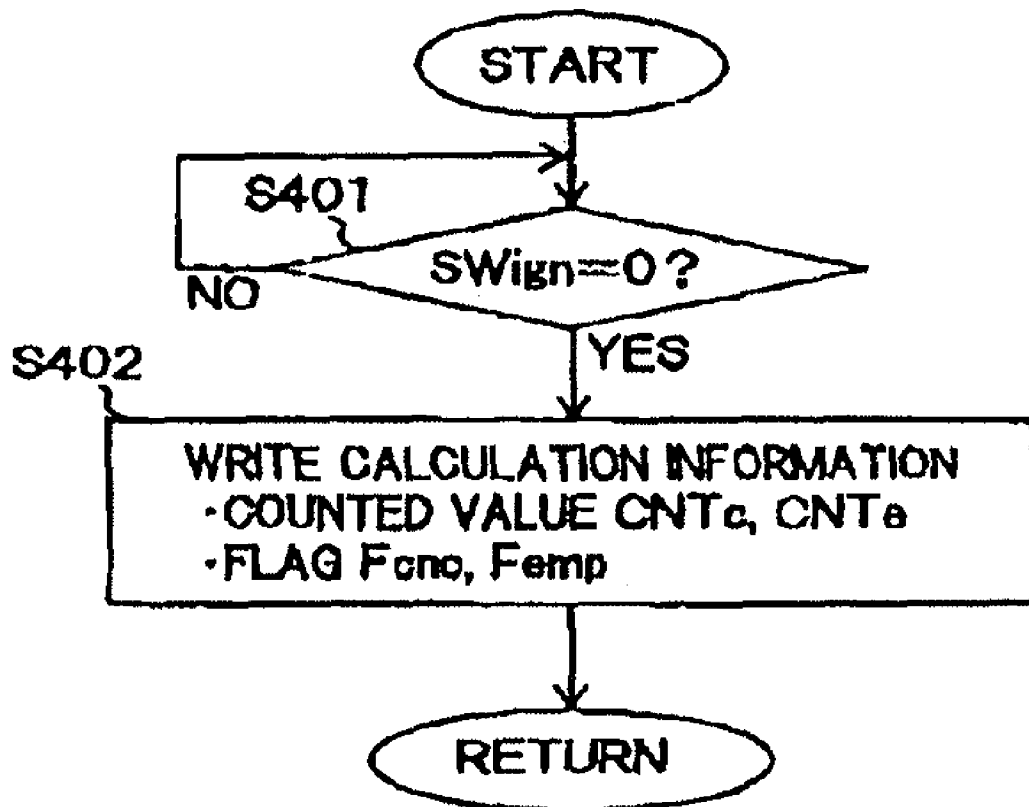 START
S401
SWign=0?
NO
YES
S402
WRITE CALCULATION INFORMATION
·COUNTED VALUE CNTc, CNTe
·FLAG Fcnc, Femp
RETURN